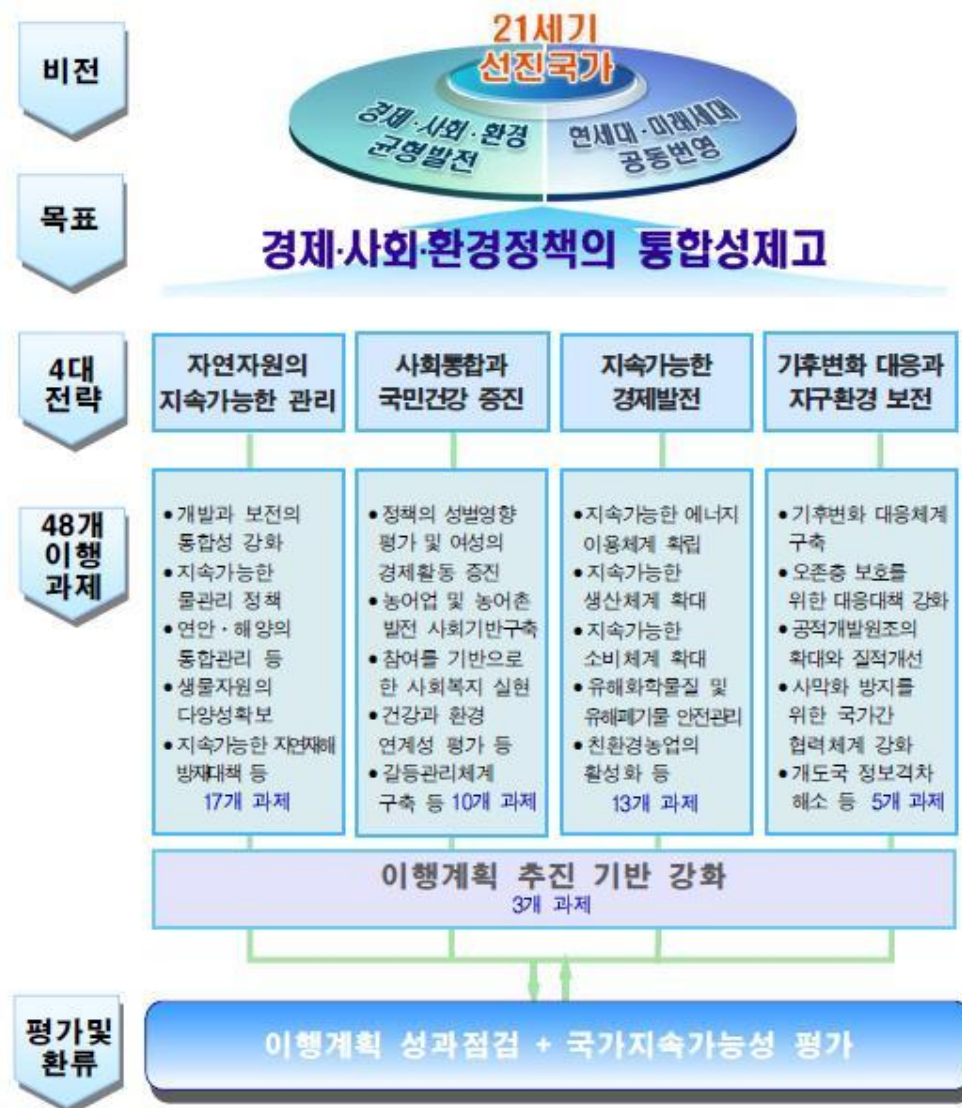 비전
21세기
선진국가
경제·사회·환경
균형발전
현세대·미래세대
공동번영
목표
경제·사회·환경정책의 통합성제고
4대
전략
자연자원의
지속가능한 관리
사회통합과
국민건강 증진
지속가능한
경제발전
기후변화 대응과
지구환경 보전
48개
이행
과제
•개발과 보전의
통합성 강화
•지속가능한
물관리 정책
•연안·해양의
통합관리 등
•생물자원의
다양성확보
•지속가능한 자연재해
방재대책 등
17개 과제
•정책의 성별영향
평가 및 여성의
경제활동 증진
•농어업 및 농어촌
발전 사회기반구축
•참여를 기반으로
한 사회복지 실현
•건강과 환경
연계성 평가 등
•갈등관리체계
구축 등 10개 과제
•지속가능한 에너지
이용체계 확립
•지속가능한
생산체계 확대
•지속가능한
소비체계 확대
•유해화학물질 및
유해폐기물 안전관리
•친환경농업의
활성화 등
13개 과제
•기후변화 대응체계
구축
•오존층 보호를
위한 대응대책 강화
•공적개발원조의
확대와 질적개선
•사막화 방지를
위한 국가간
협력체계 강화
•개도국 정보격차
해소 등 5개 과제
이행계획 추진 기반 강화
3개 과제
평가및
환류
이행계획 성과점검 + 국가지속가능성 평가